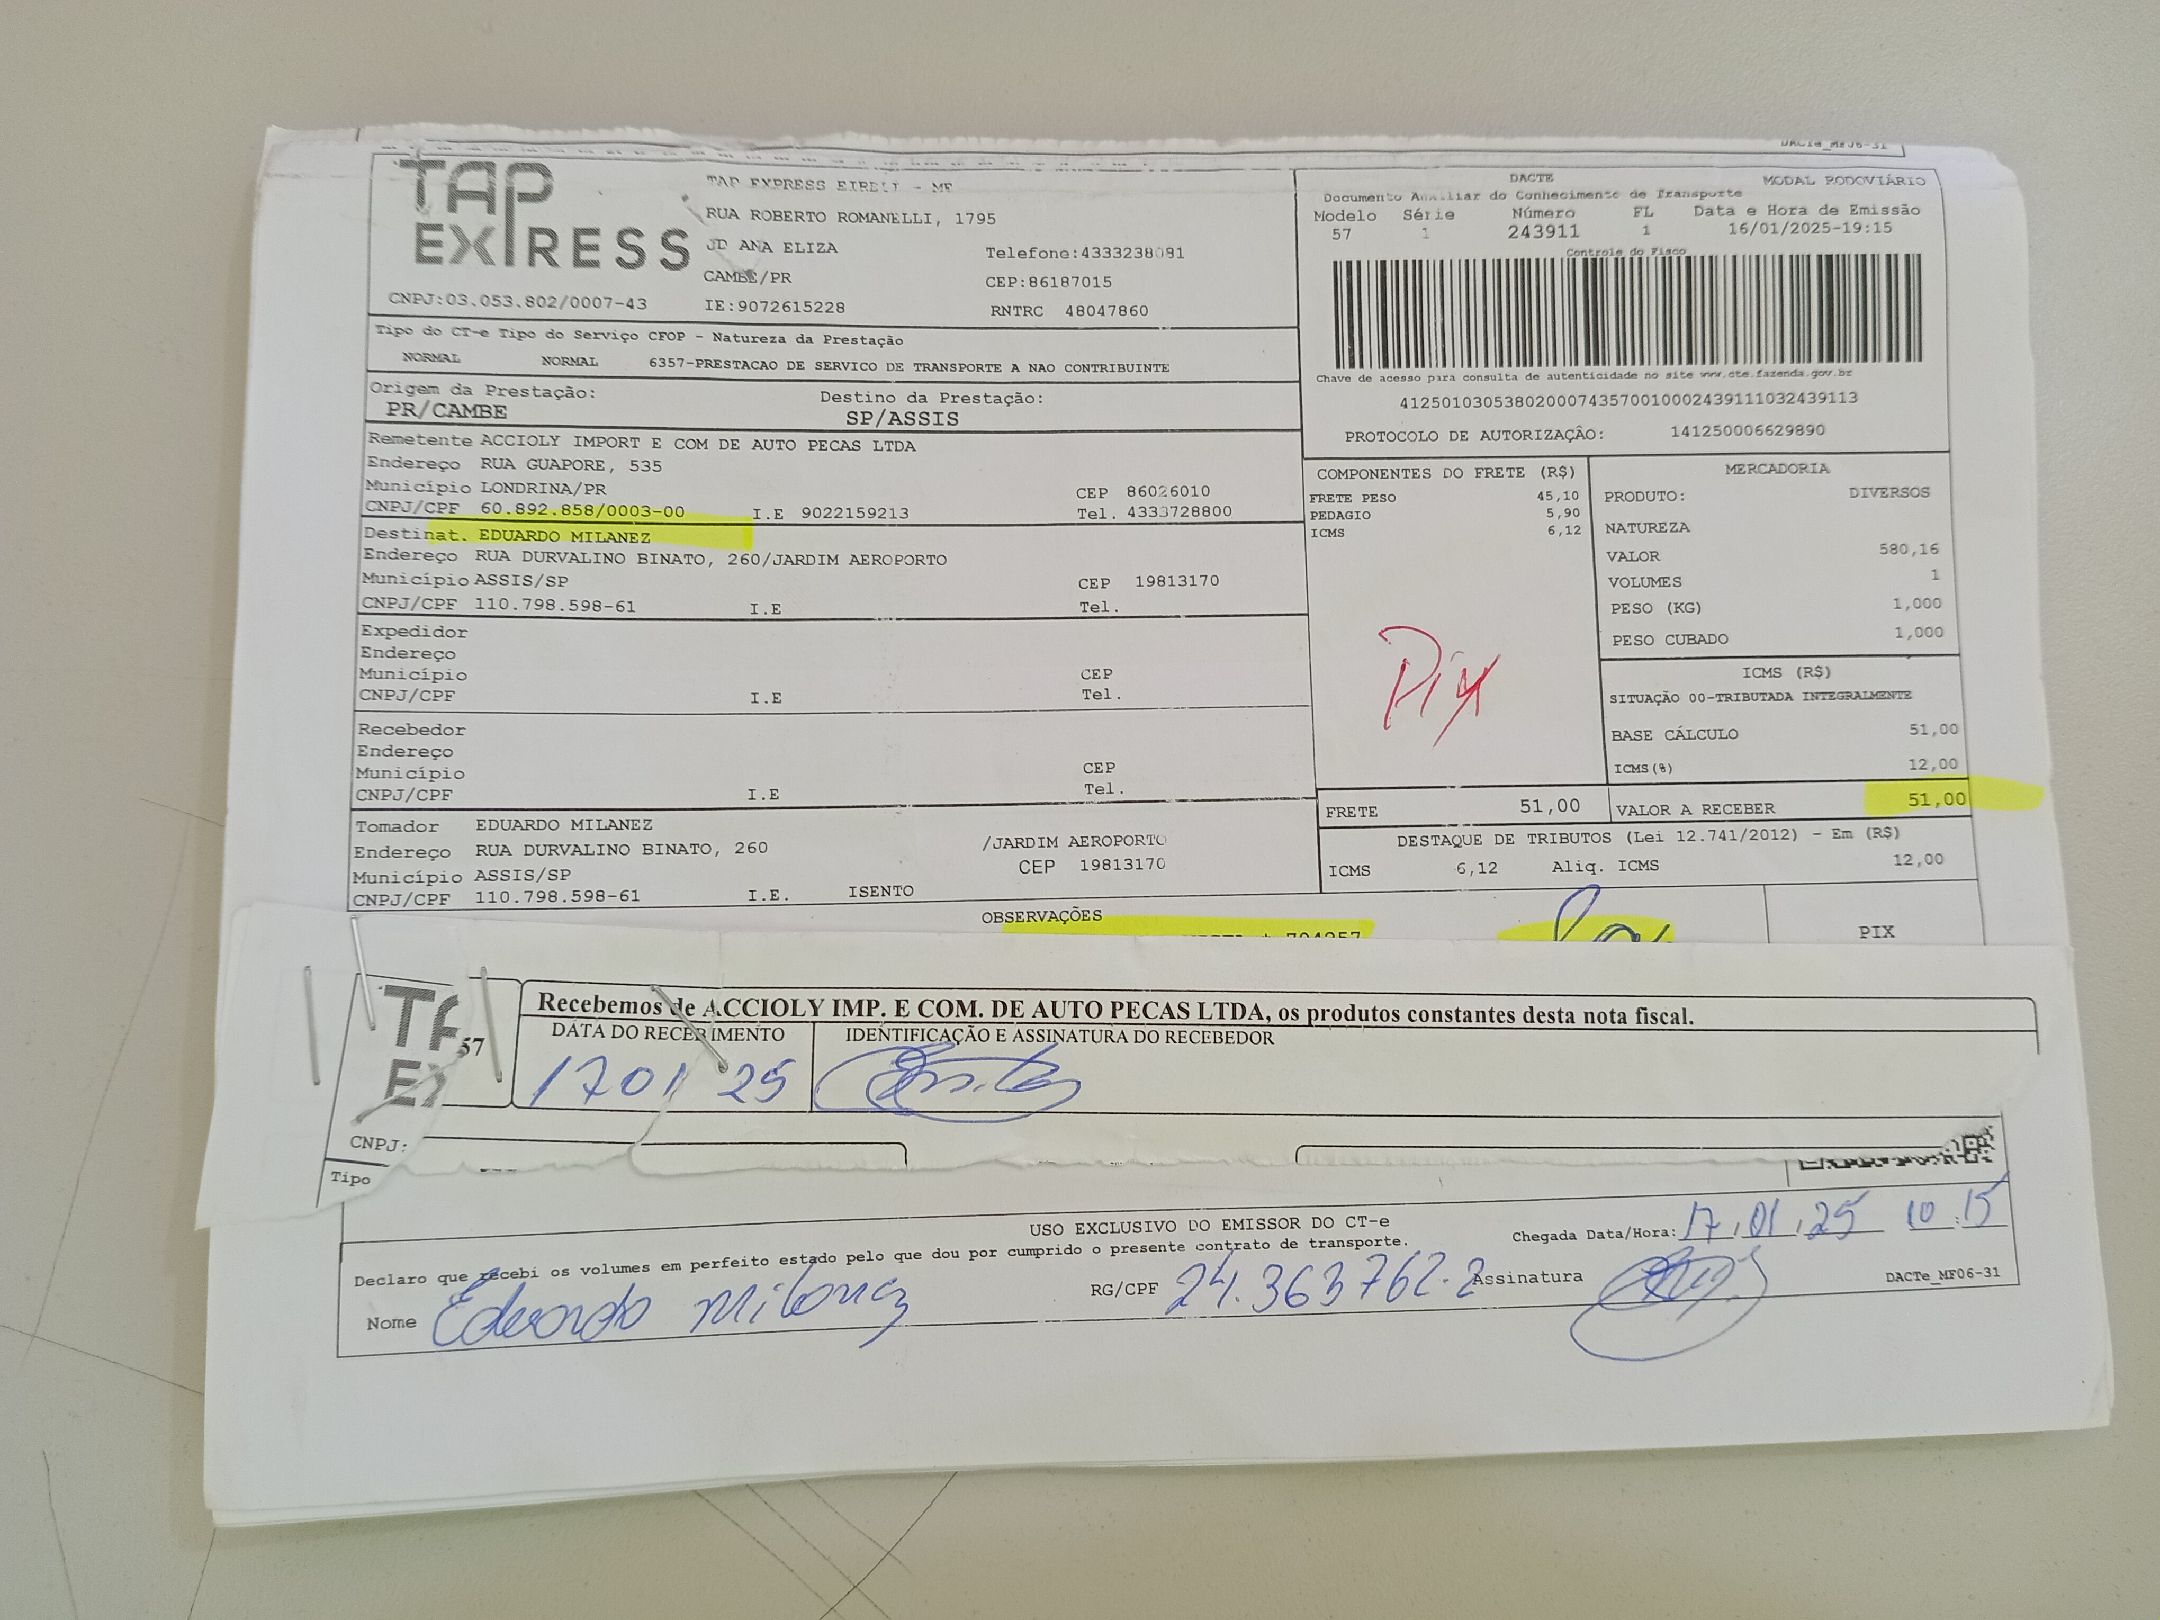 DACTe_MF06-31
TAP EXPRESS
TAP EXPRESS EIRELI - ME
RUA ROBERTO ROMANELLI, 1795
JD ANA ELIZA Telefone:4333238081
CAMBE/PR CEP:86187015
CNPJ:03.053.802/0007-43 IE:9072615228 RNTRC 48047860
DACTE MODAL RODOVIÁRIO
Documento Auxiliar do Conhecimento de Transporte
Modelo Série Número FL Data e Hora de Emissão
57 1 243911 1 16/01/2025-19:15
Controle do Fisco
Chave de acesso para consulta de autenticidade no site www.cte.fazenda.gov.br
41250103053802000743570010002439111032439113
PROTOCOLO DE AUTORIZAÇÂO: 141250006629890
Tipo do CT-e Tipo do Serviço CFOP - Natureza da Prestação
NORMAL NORMAL 6357-PRESTACAO DE SERVICO DE TRANSPORTE A NAO CONTRIBUINTE
Origem da Prestação: Destino da Prestação:
PR/CAMBE SP/ASSIS
Remetente ACCIOLY IMPORT E COM DE AUTO PECAS LTDA
Endereço RUA GUAPORE, 535
Município LONDRINA/PR CEP 86026010
CNPJ/CPF 60.892.858/0003-00 I.E 9022159213 Tel. 4333728800
Destinat. EDUARDO MILANEZ
Endereço RUA DURVALINO BINATO, 260/JARDIM AEROPORTO
Município ASSIS/SP CEP 19813170
CNPJ/CPF 110.798.598-61 I.E Tel.
Expedidor
Endereço
Município CEP
CNPJ/CPF I.E Tel.
Recebedor
Endereço
Município CEP
CNPJ/CPF I.E Tel.
Tomador EDUARDO MILANEZ
Endereço RUA DURVALINO BINATO, 260 /JARDIM AEROPORTO
Município ASSIS/SP CEP 19813170
CNPJ/CPF 110.798.598-61 I.E. ISENTO
COMPONENTES DO FRETE (R$)
FRETE PESO 45,10
PEDAGIO 5,90
ICMS 6,12
Pix
MERCADORIA
PRODUTO: DIVERSOS
NATUREZA
VALOR 580,16
VOLUMES 1
PESO (KG) 1,000
PESO CUBADO 1,000
ICMS (R$)
SITUAÇÃO 00-TRIBUTADA INTEGRALMENTE
BASE CÁLCULO 51,00
ICMS(%) 12,00
FRETE 51,00 VALOR A RECEBER 51,00
DESTAQUE DE TRIBUTOS (Lei 12.741/2012) - Em (R$)
ICMS 6,12 Aliq. ICMS 12,00
OBSERVAÇÕES
PIX
57
Recebemos de ACCIOLY IMP. E COM. DE AUTO PECAS LTDA, os produtos constantes desta nota fiscal.
DATA DO RECEBIMENTO IDENTIFICAÇÃO E ASSINATURA DO RECEBEDOR
17 01 25
CNPJ:
Tipo
USO EXCLUSIVO DO EMISSOR DO CT-e
Chegada Data/Hora: 17.01.25 10:15
Declaro que recebi os volumes em perfeito estado pelo que dou por cumprido o presente contrato de transporte.
Nome Eduardo Milanez RG/CPF 24.363762-2 Assinatura
DACTe_MF06-31